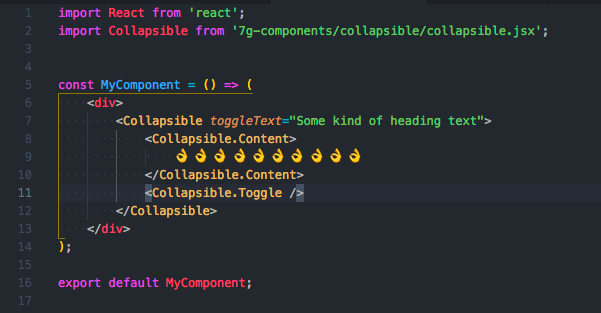 1 import React from 'react';
2 import Collapsible from '7g-components/collapsible/collapsible.jsx';
3
4
5 const MyComponent = () => (
6 <div>
7 <Collapsible toggleText="Some kind of heading text">
8 <Collapsible.Content>
9 👌👌👌👌👌👌👌👌👌👌
10 </Collapsible.Content>
11 <Collapsible.Toggle />
12 </Collapsible>
13 </div>
14 );
15
16 export default MyComponent;
17